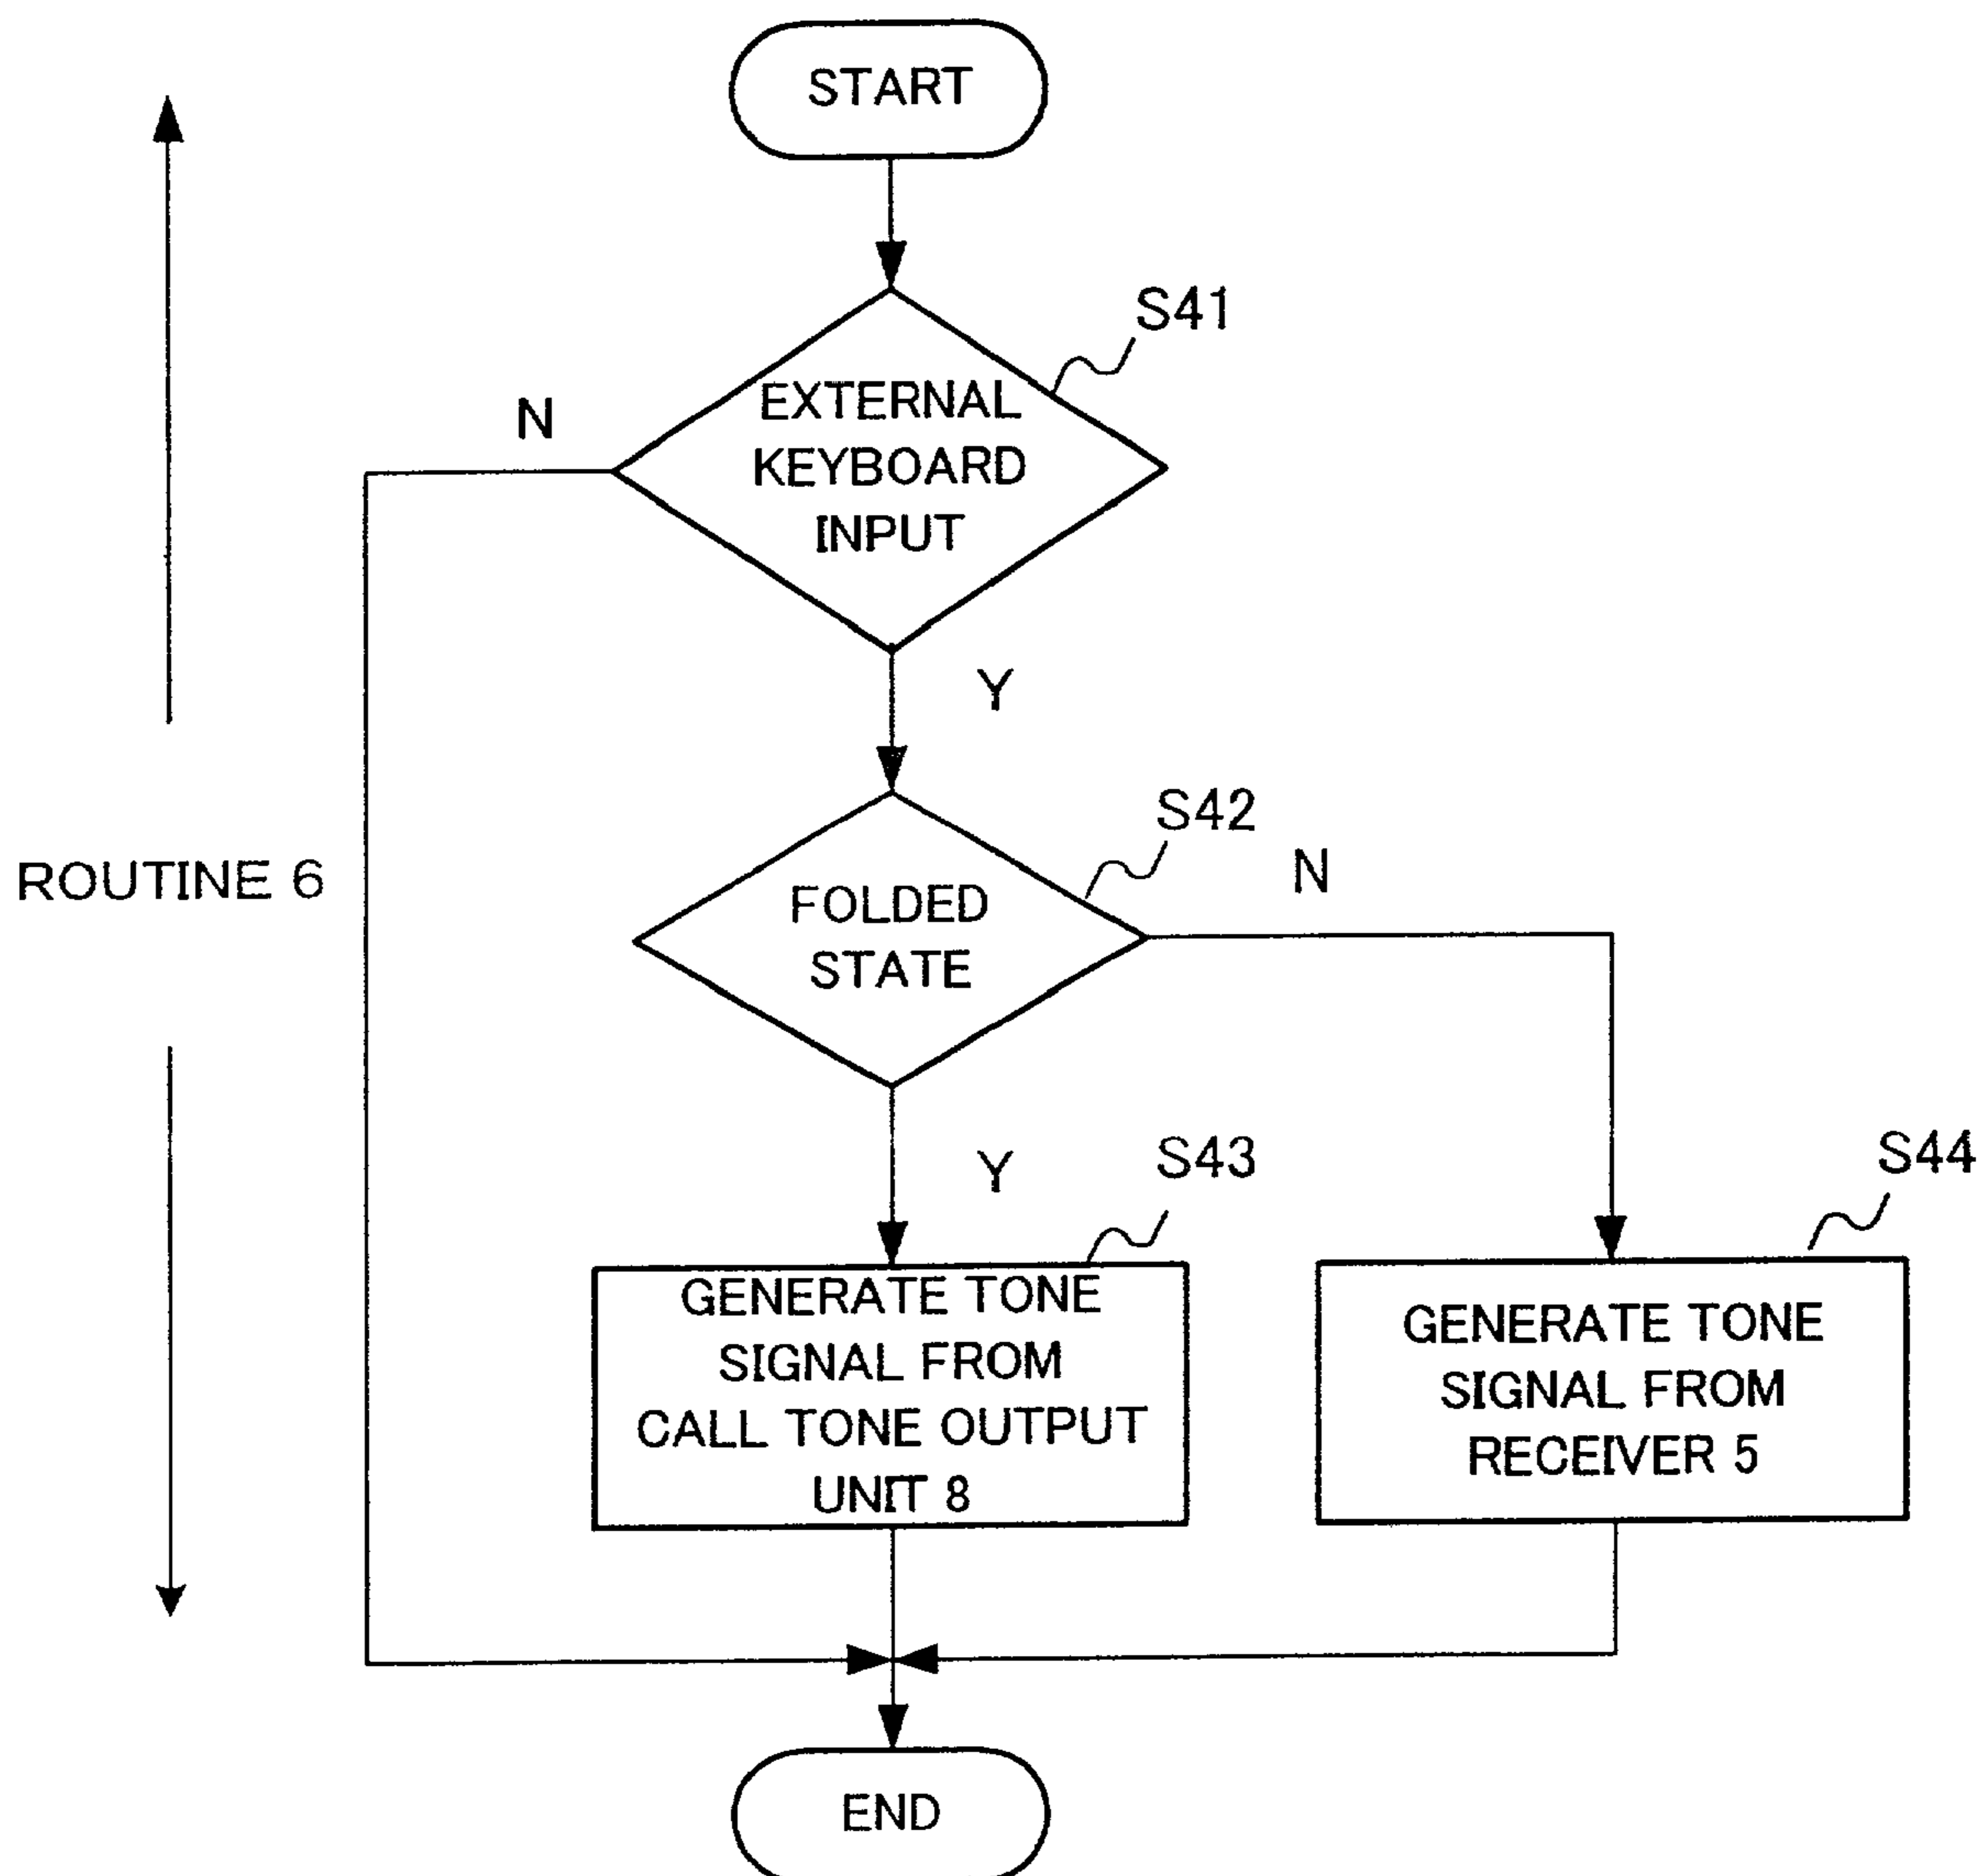 START
S41
N
EXTERNAL
KEYBOARD
INPUT
Y
S42
N
ROUTINE 6
FOLDED
STATE
Y
S43
S44
GENERATE TONE
SIGNAL FROM
CALL TONE OUTPUT
UNIT 8
GENERATE TONE
SIGNAL FROM
RECEIVER 5
END